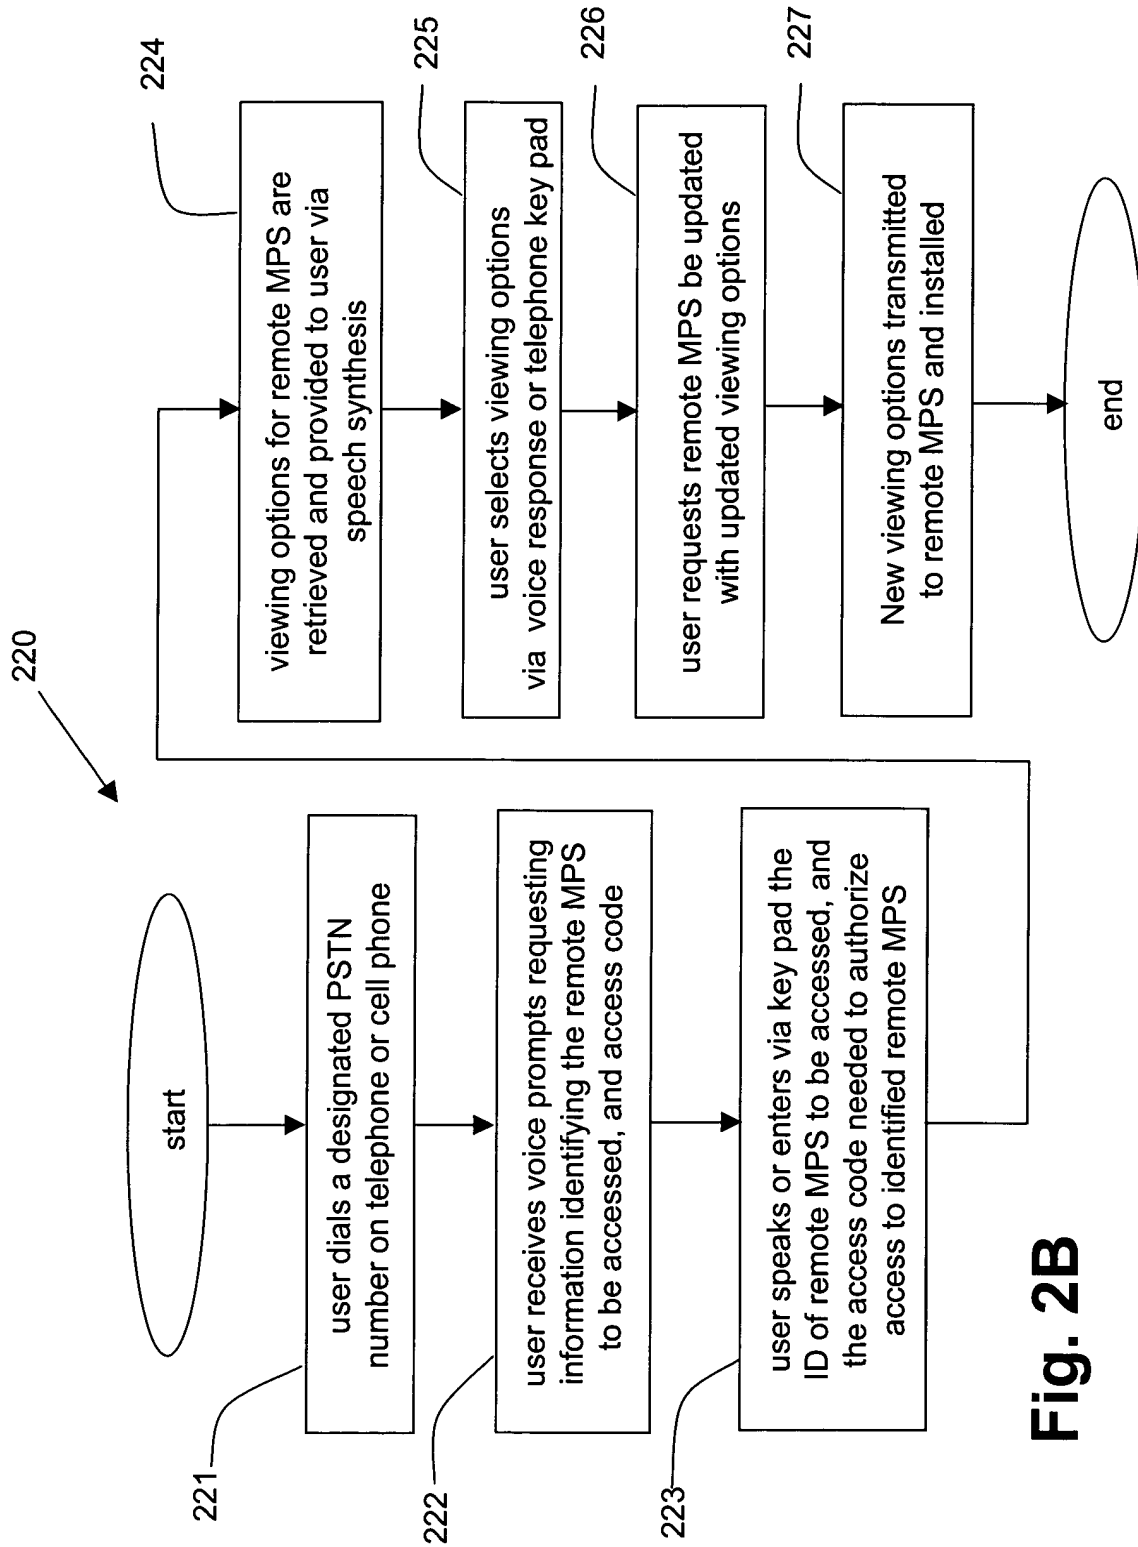 220
start
221
user dials a designated PSTN
number on telephone or cell phone
222
user receives voice prompts requesting
information identifying the remote MPS
to be accessed, and access code
223
user speaks or enters via key pad the
ID of remote MPS to be accessed, and
the access code needed to authorize
access to identified remote MPS
224
viewing options for remote MPS are
retrieved and provided to user via
speech synthesis
225
user selects viewing options
via voice response or telephone key pad
226
user requests remote MPS be updated
with updated viewing options
227
New viewing options transmitted
to remote MPS and installed
end
Fig. 2B